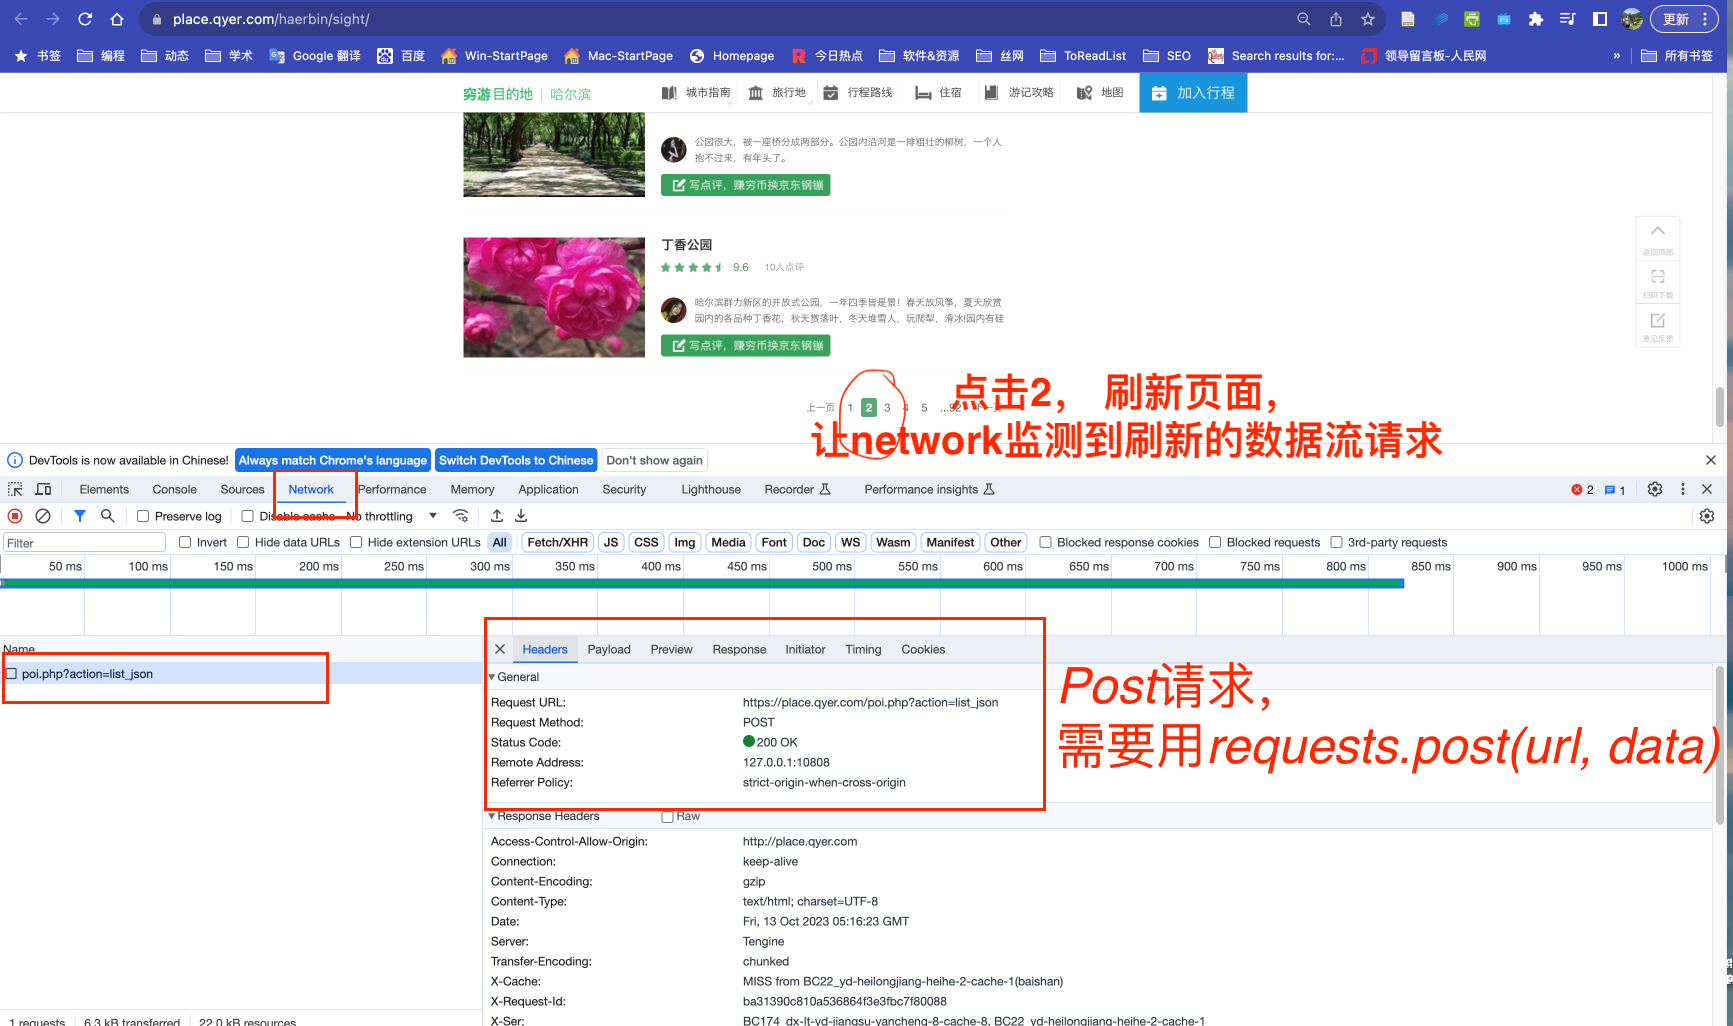 place.qyer.com/haerbin/sight/
更新
书签 编程 动态 学术 Google 翻译 百度 Win-StartPage Mac-StartPage Homepage 今日热点 软件&资源 丝网 ToReadList SEO Search results for:... 领导留言板-人民网 » 所有书签
穷游目的地 哈尔滨 城市指南 旅行地 行程路线 住宿 游记攻略 地图 加入行程
公园很大，被一座桥分成两部分。公园内沿河是一排粗壮的柳树，一个人
抱不过来，有年头了。
写点评，赚穷币换京东钢镚
丁香公园
9.6 10人点评
哈尔滨群力新区的开放式公园，一年四季皆是景！春天放风筝，夏天欣赏
园内的各品种丁香花，秋天赏落叶，冬天堆雪人，玩爬犁，滑冰!园内有硅
写点评，赚穷币换京东钢镚
返回顶部
扫码下载
意见反馈
点击2， 刷新页面，
上一页 1 2 3 4 5 ...92 下一页
让network监测到刷新的数据流请求
DevTools is now available in Chinese! Always match Chrome's language Switch DevTools to Chinese Don't show again
Elements Console Sources Network Performance Memory Application Security Lighthouse Recorder Performance insights 2 1
Preserve log Disable cache No throttling
Filter Invert Hide data URLs Hide extension URLs All Fetch/XHR JS CSS Img Media Font Doc WS Wasm Manifest Other Blocked response cookies Blocked requests 3rd-party requests
50 ms 100 ms 150 ms 200 ms 250 ms 300 ms 350 ms 400 ms 450 ms 500 ms 550 ms 600 ms 650 ms 700 ms 750 ms 800 ms 850 ms 900 ms 950 ms 1000 ms
Name
poi.php?action=list_json
Headers Payload Preview Response Initiator Timing Cookies
General
Request URL: https://place.qyer.com/poi.php?action=list_json
Request Method: POST
Status Code: 200 OK
Remote Address: 127.0.0.1:10808
Referrer Policy: strict-origin-when-cross-origin
Post请求，
需要用requests.post(url, data)
Response Headers Raw
Access-Control-Allow-Origin: http://place.qyer.com
Connection: keep-alive
Content-Encoding: gzip
Content-Type: text/html; charset=UTF-8
Date: Fri, 13 Oct 2023 05:16:23 GMT
Server: Tengine
Transfer-Encoding: chunked
X-Cache: MISS from BC22_yd-heilongjiang-heihe-2-cache-1(baishan)
X-Request-Id: ba31390c810a536864f3e3fbc7f80088
X-Ser: BC174_dx-lt-yd-jiangsu-yancheng-8-cache-8, BC22_yd-heilongjiang-heihe-2-cache-1
1 requests 6.3 kB transferred 22.0 kB resources